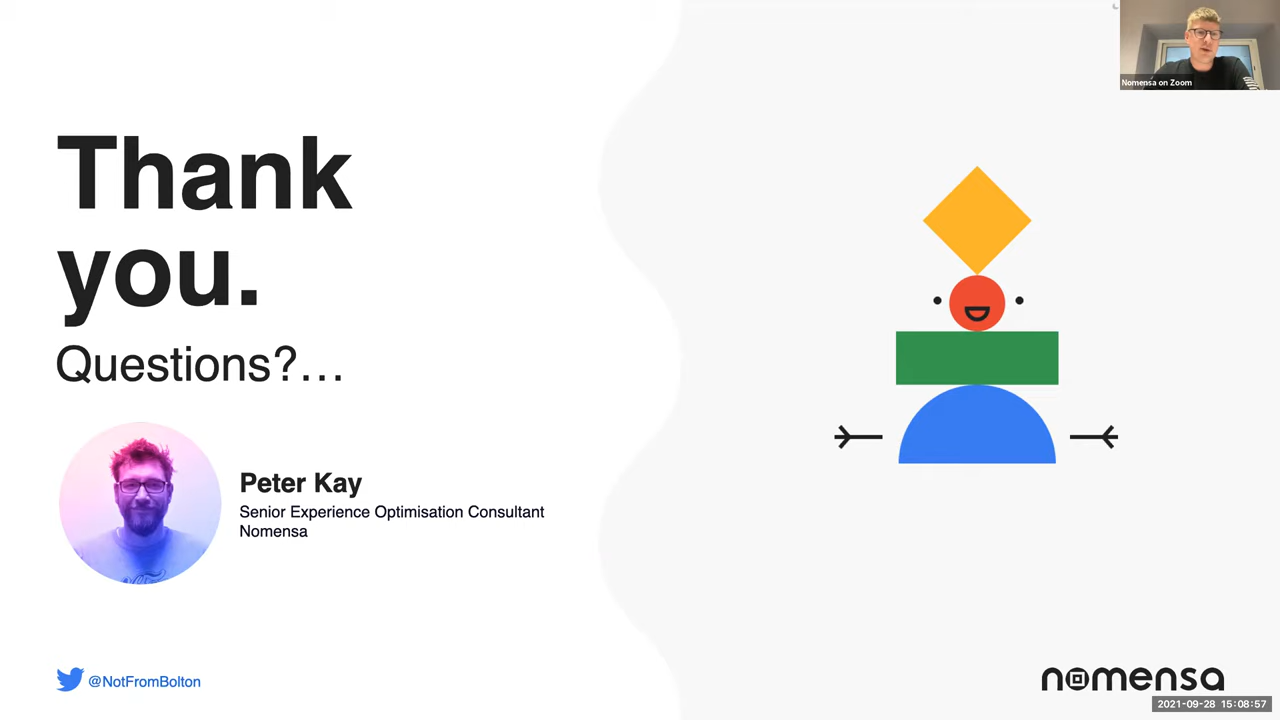 Nomensa on Zoom
Thank
you.
Questions?...
Peter Kay
Senior Experience Optimisation Consultant
Nomensa
@NotFromBolton
nomensa
2021-09-28 15:08:57